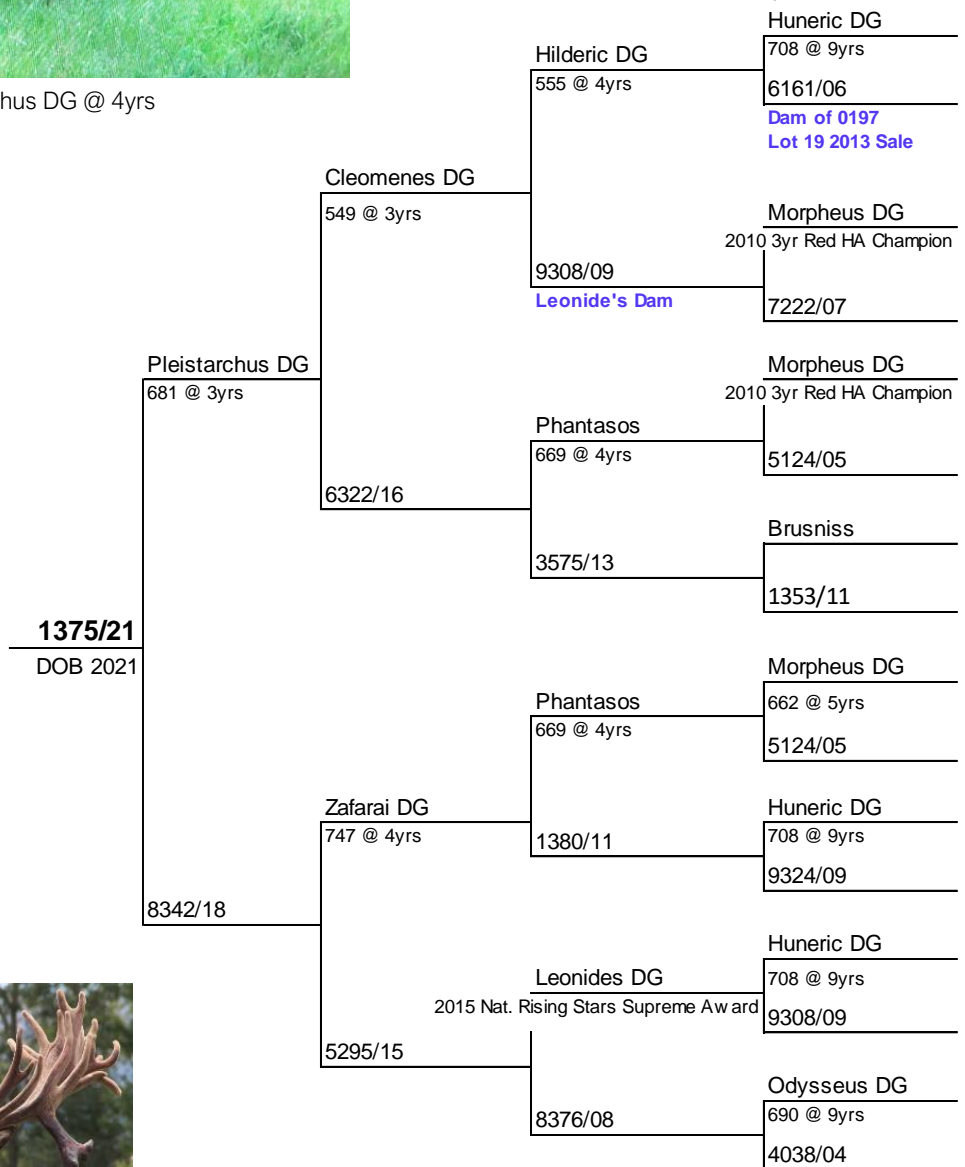 hus DG @ 4yrs
Huneric DG
708 @ 9yrs
Hilderic DG
555 @ 4yrs
6161/06
Dam of 0197
Lot 19 2013 Sale
Cleomenes DG
549 @ 3yrs
Morpheus DG
2010 3yr Red HA Champion
9308/09
Leonide's Dam
7222/07
Pleistarchus DG
681 @ 3yrs
Morpheus DG
2010 3yr Red HA Champion
Phantasos
669 @ 4yrs
5124/05
6322/16
Brusniss
3575/13
1353/11
1375/21
DOB 2021
Morpheus DG
662 @ 5yrs
Phantasos
669 @ 4yrs
5124/05
Zafarai DG
747 @ 4yrs
Huneric DG
708 @ 9yrs
1380/11
9324/09
8342/18
Huneric DG
708 @ 9yrs
Leonides DG
2015 Nat. Rising Stars Supreme Award
9308/09
5295/15
Odysseus DG
690 @ 9yrs
8376/08
4038/04